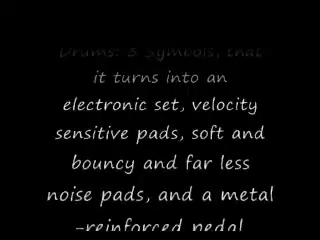 Drums: 3 Symbols, that
it turns into an
electronic set, velocity
sensitive pads, soft and
bouncy and far less
noise pads, and a metal
-reinforced pedal